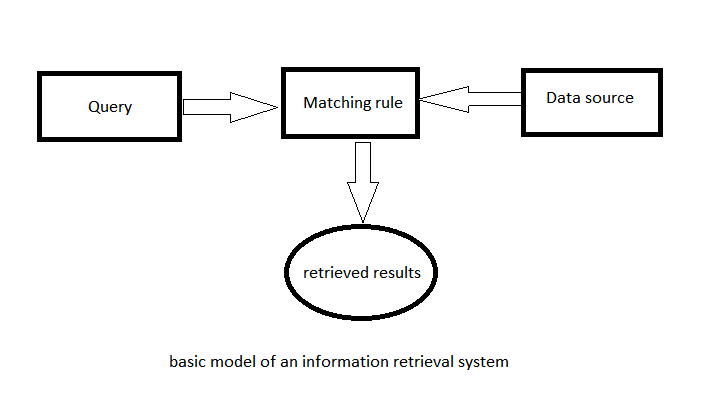 Query
Matching rule
Data source
retrieved results
basic model of an information retrieval system